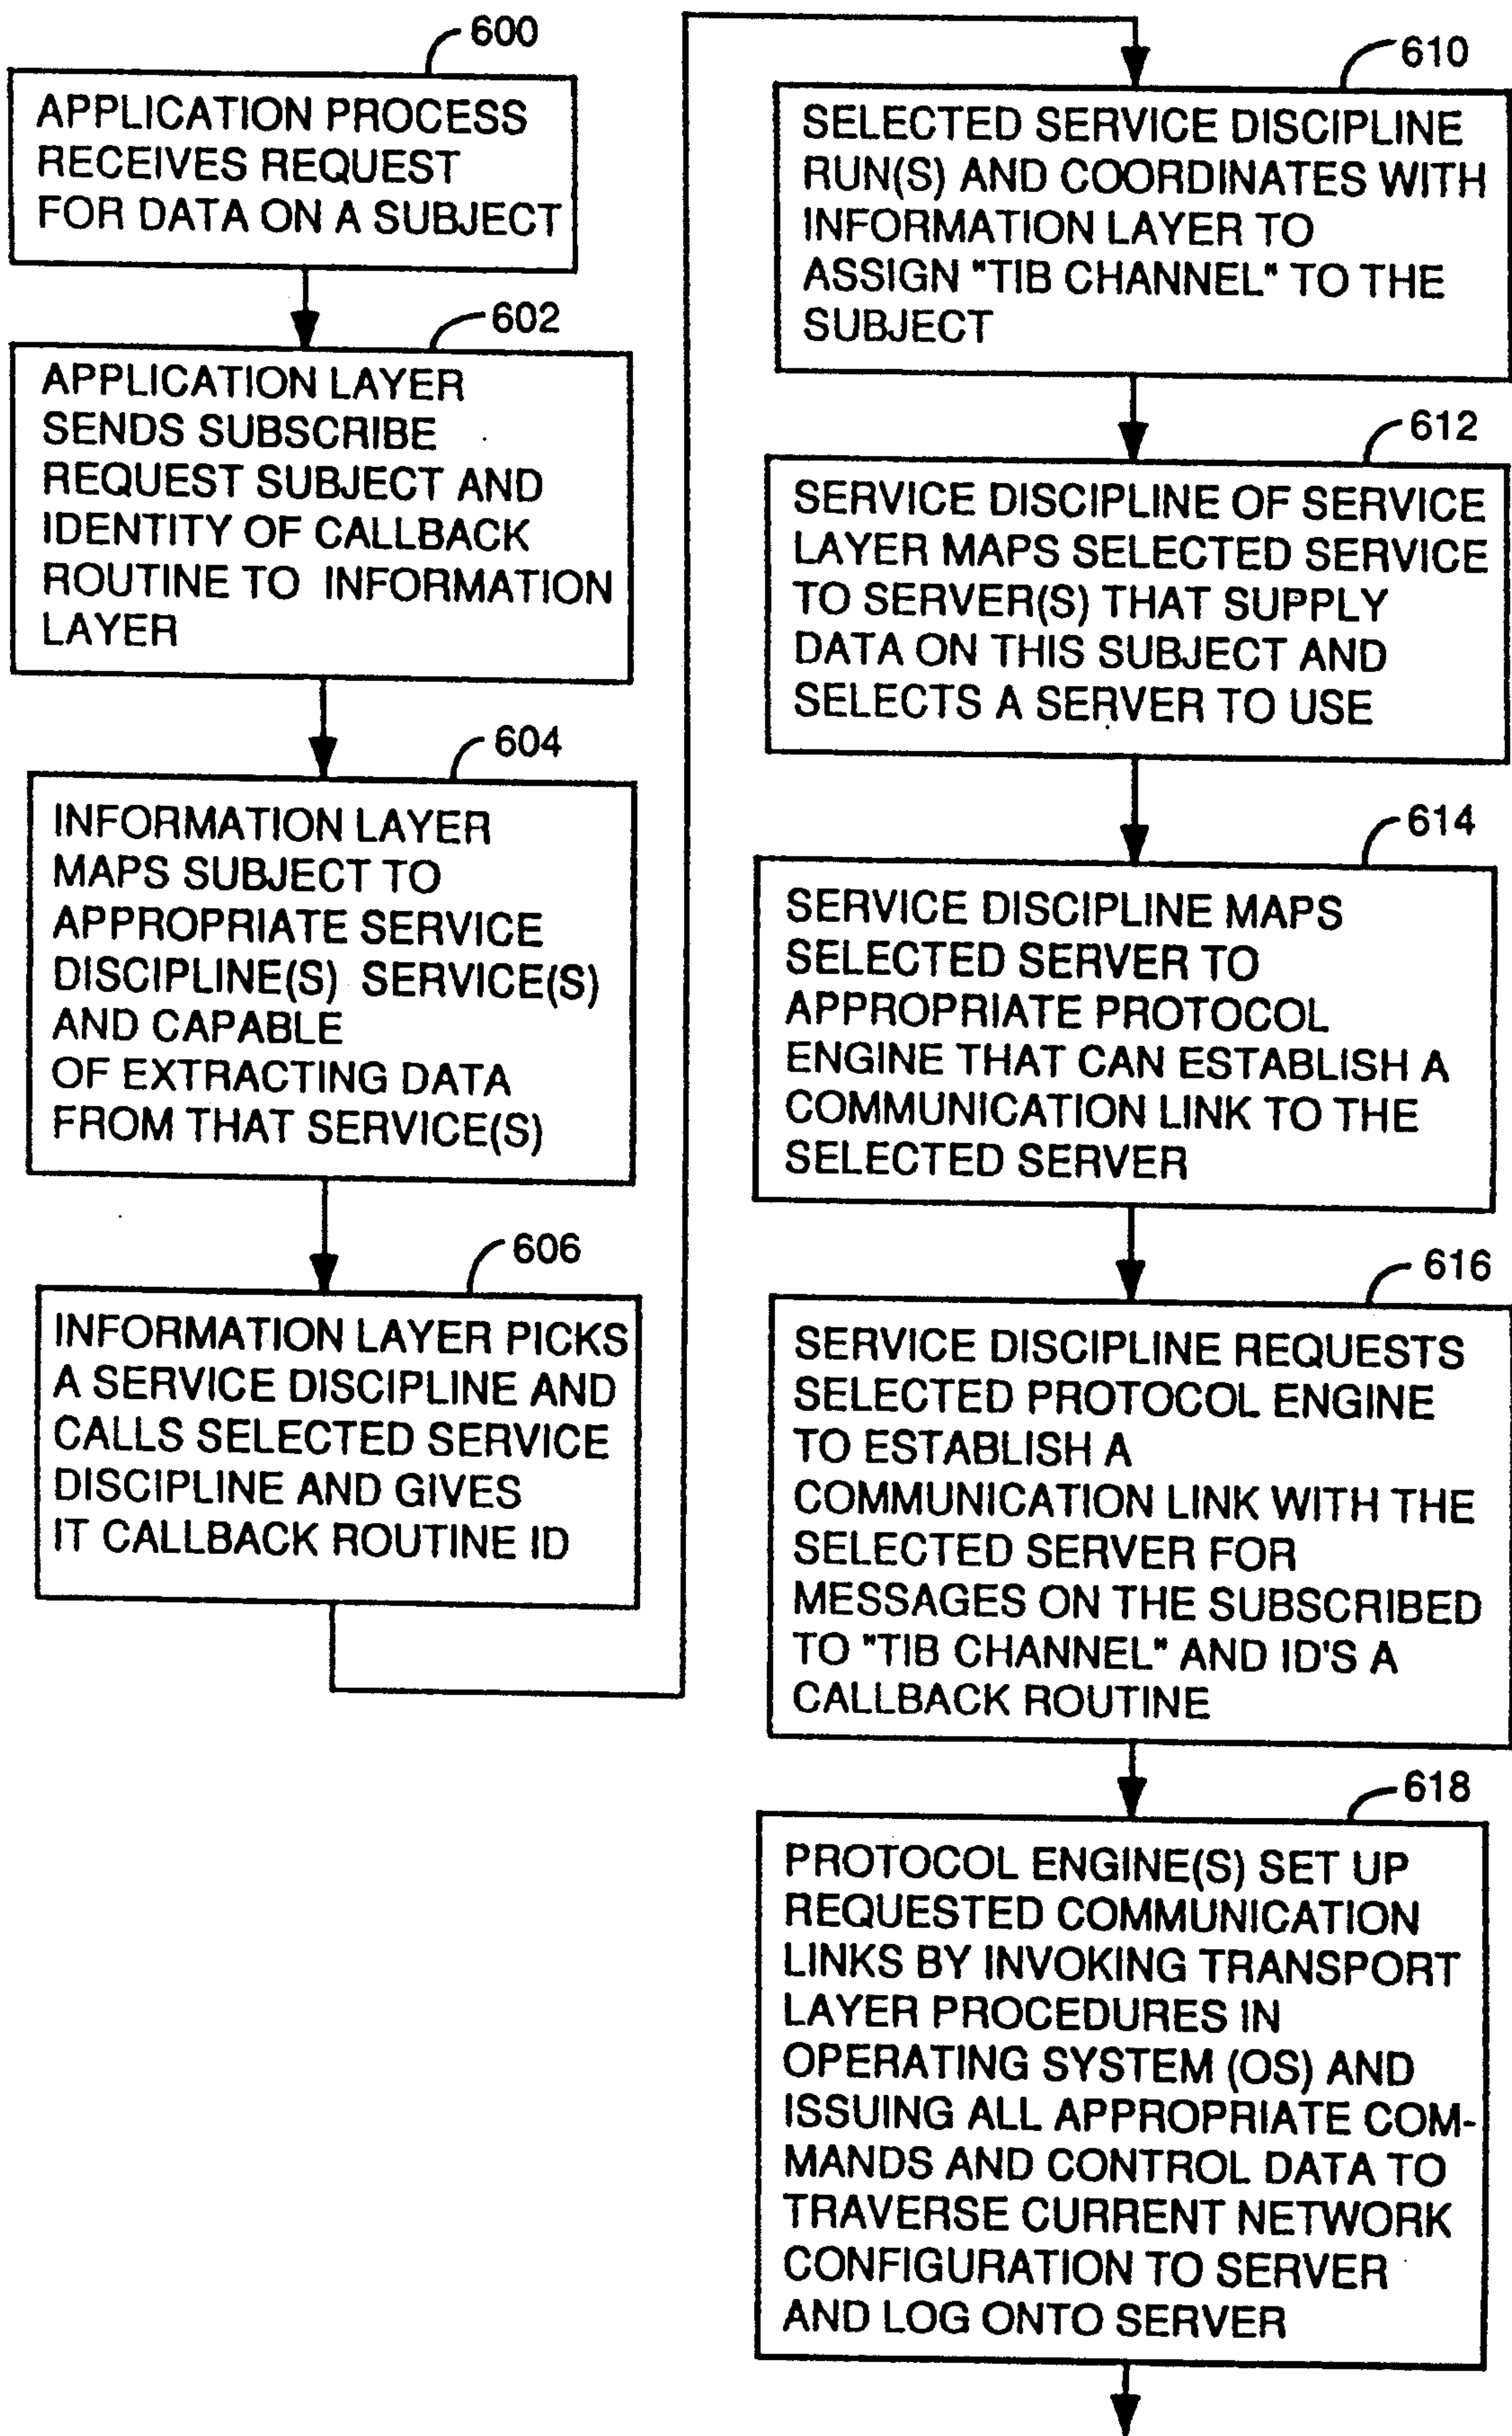 600
APPLICATION PROCESS
RECEIVES REQUEST
FOR DATA ON A SUBJECT
602
APPLICATION LAYER
SENDS SUBSCRIBE
REQUEST SUBJECT AND
IDENTITY OF CALLBACK
ROUTINE TO INFORMATION
LAYER
604
INFORMATION LAYER
MAPS SUBJECT TO
APPROPRIATE SERVICE
DISCIPLINE(S) SERVICE(S)
AND CAPABLE
OF EXTRACTING DATA
FROM THAT SERVICE(S)
606
INFORMATION LAYER PICKS
A SERVICE DISCIPLINE AND
CALLS SELECTED SERVICE
DISCIPLINE AND GIVES
IT CALLBACK ROUTINE ID
610
SELECTED SERVICE DISCIPLINE
RUN(S) AND COORDINATES WITH
INFORMATION LAYER TO
ASSIGN "TIB CHANNEL" TO THE
SUBJECT
612
SERVICE DISCIPLINE OF SERVICE
LAYER MAPS SELECTED SERVICE
TO SERVER(S) THAT SUPPLY
DATA ON THIS SUBJECT AND
SELECTS A SERVER TO USE
614
SERVICE DISCIPLINE MAPS
SELECTED SERVER TO
APPROPRIATE PROTOCOL
ENGINE THAT CAN ESTABLISH A
COMMUNICATION LINK TO THE
SELECTED SERVER
616
SERVICE DISCIPLINE REQUESTS
SELECTED PROTOCOL ENGINE
TO ESTABLISH A
COMMUNICATION LINK WITH THE
SELECTED SERVER FOR
MESSAGES ON THE SUBSCRIBED
TO "TIB CHANNEL" AND ID'S A
CALLBACK ROUTINE
618
PROTOCOL ENGINE(S) SET UP
REQUESTED COMMUNICATION
LINKS BY INVOKING TRANSPORT
LAYER PROCEDURES IN
OPERATING SYSTEM (OS) AND
ISSUING ALL APPROPRIATE COM-
MANDS AND CONTROL DATA TO
TRAVERSE CURRENT NETWORK
CONFIGURATION TO SERVER
AND LOG ONTO SERVER